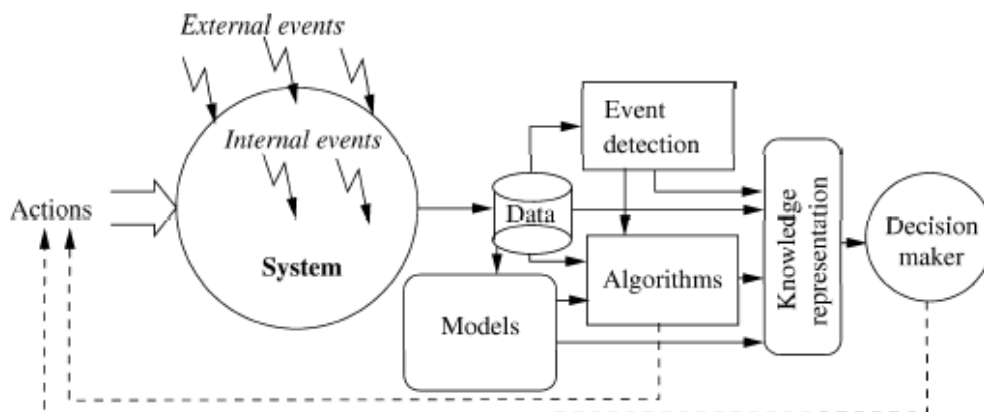 External events
Internal events
System
Actions
Data
Event
detection
Algorithms
Models
Knowledge
representation
Decision
maker